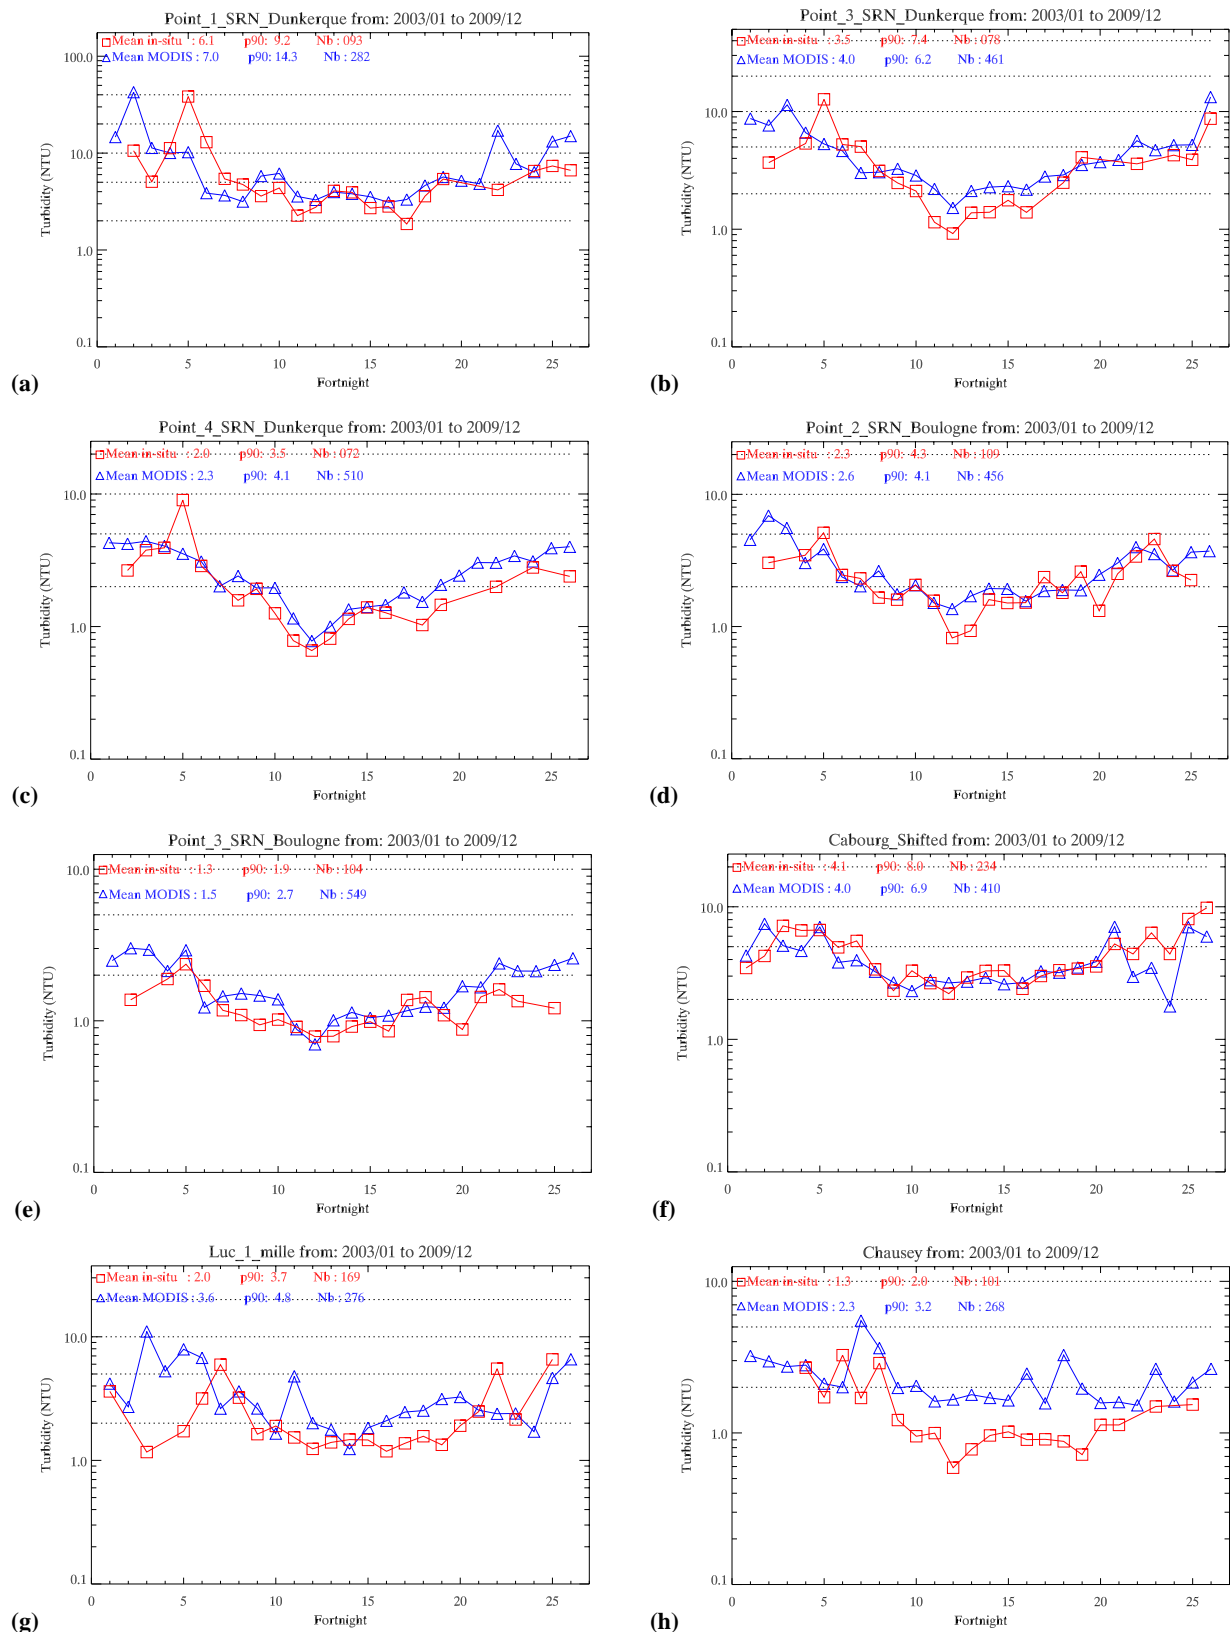 Point_1_SRN_Dunkerque from: 2003/01 to 2009/12
Mean in-situ : 6.1 p90: 9.2 Nb : 093
Mean MODIS : 7.0 p90: 14.3 Nb : 282
100.0
10.0
1.0
0.1
Turbidity (NTU)
0 5 10 15 20 25
Fortnight
(a)
Point_3_SRN_Dunkerque from: 2003/01 to 2009/12
Mean in-situ : 3.5 p90: 7.4 Nb : 078
Mean MODIS : 4.0 p90: 6.2 Nb : 461
10.0
1.0
0.1
Turbidity (NTU)
0 5 10 15 20 25
Fortnight
(b)
Point_4_SRN_Dunkerque from: 2003/01 to 2009/12
Mean in-situ : 2.0 p90: 3.5 Nb : 072
Mean MODIS : 2.3 p90: 4.1 Nb : 510
10.0
1.0
0.1
Turbidity (NTU)
0 5 10 15 20 25
Fortnight
(c)
Point_2_SRN_Boulogne from: 2003/01 to 2009/12
Mean in-situ : 2.3 p90: 4.3 Nb : 109
Mean MODIS : 2.6 p90: 4.1 Nb : 456
10.0
1.0
0.1
Turbidity (NTU)
0 5 10 15 20 25
Fortnight
(d)
Point_3_SRN_Boulogne from: 2003/01 to 2009/12
Mean in-situ : 1.3 p90: 1.9 Nb : 104
Mean MODIS : 1.5 p90: 2.7 Nb : 549
10.0
1.0
0.1
Turbidity (NTU)
0 5 10 15 20 25
Fortnight
(e)
Cabourg_Shifted from: 2003/01 to 2009/12
Mean in-situ : 4.1 p90: 8.0 Nb : 234
Mean MODIS : 4.0 p90: 6.9 Nb : 410
10.0
1.0
0.1
Turbidity (NTU)
0 5 10 15 20 25
Fortnight
(f)
Luc_1_mille from: 2003/01 to 2009/12
Mean in-situ : 2.0 p90: 3.7 Nb : 169
Mean MODIS : 3.6 p90: 4.8 Nb : 276
10.0
1.0
0.1
Turbidity (NTU)
0 5 10 15 20 25
Fortnight
(g)
Chausey from: 2003/01 to 2009/12
Mean in-situ : 1.3 p90: 2.0 Nb : 101
Mean MODIS : 2.3 p90: 3.2 Nb : 268
10.0
1.0
0.1
Turbidity (NTU)
0 5 10 15 20 25
Fortnight
(h)